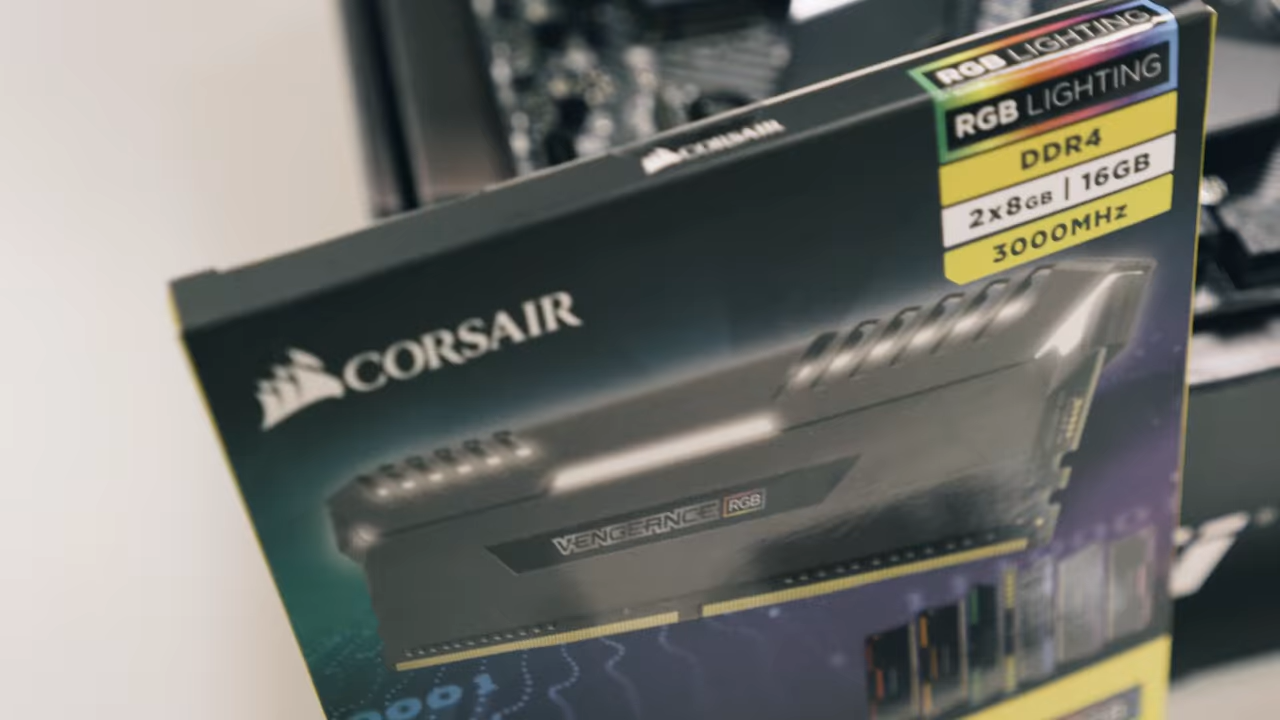 RGB LIGHTING
CORSAIR
RGB LIGHTING
DDR4
2x8GB | 16GB
3000MHz
CORSAIR
VENGEANCE RGB